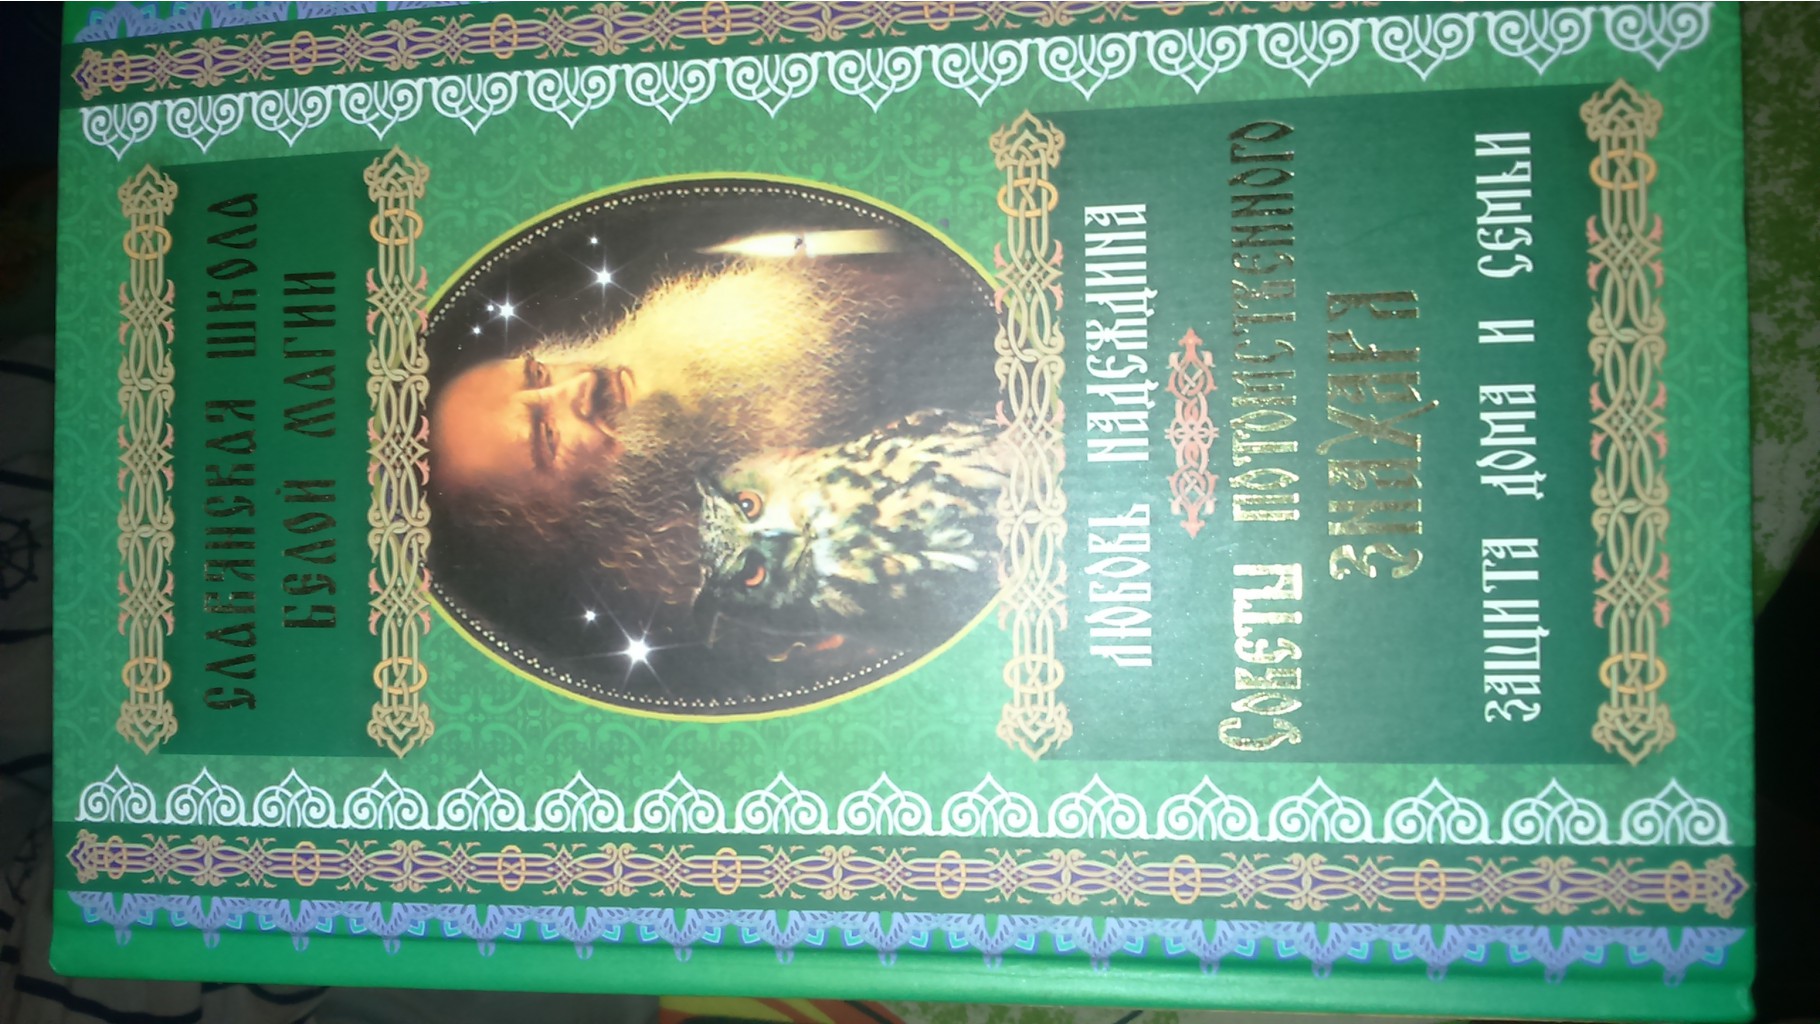 СЛАВЯНСКАЯ ШКОЛА
БЕЛОЙ МАГИИ
ЛЮБОВЬ НАДЕЖДИНА
СОВЕТЫ ПОТОМСТВЕННОГО
ЗНАХАРЯ
ЗАЩИТА ДОМА И СЕМЬИ